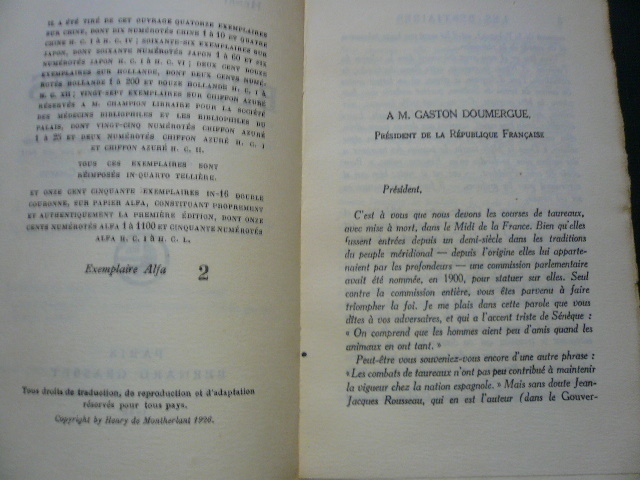 IL A ÉTÉ TIRÉ DE CET OUVRAGE QUATORZE EXEMPLAIRES
SUR CHINE, DONT DIX NUMÉROTÉS CHINE 1 à 10 ET QUATRE
CHINE H. C. I à H. C. IV ; SOIXANTE-SIX EXEMPLAIRES SUR
JAPON, DONT SOIXANTE NUMÉROTÉS JAPON 1 à 60 ET SIX
NUMÉROTÉS JAPON H. C. I à H. C. VI ; DEUX CENT DOUZE
EXEMPLAIRES SUR HOLLANDE, DONT DEUX CENTS NUMÉ-
ROTÉS HOLLANDE 1 à 200 ET DOUZE HOLLANDE H. C. I à
H. C. XII ; VINGT-SEPT EXEMPLAIRES SUR CHIFFON AZURÉ
RÉSERVÉS A M. CHAMPION LIBRAIRE POUR LA SOCIÉTÉ
DES MÉDECINS BIBLIOPHILES ET LES BIBLIOPHILES DU
PALAIS, DONT VINGT-CINQ NUMÉROTÉS CHIFFON AZURÉ
1 à 25 ET DEUX NUMÉROTÉS CHIFFON AZURÉ H. C. I
ET CHIFFON AZURÉ H. C. II.
TOUS CES EXEMPLAIRES SONT
RÉIMPOSÉS IN-QUARTO TELLIÈRE.
ET ONZE CENT CINQUANTE EXEMPLAIRES IN-16 DOUBLE
COURONNE, SUR PAPIER ALFA, CONSTITUANT PROPREMENT
ET AUTHENTIQUEMENT LA PREMIÈRE ÉDITION, DONT ONZE
CENTS NUMÉROTÉS ALFA 1 à 1100 ET CINQUANTE NUMÉROTÉS
ALFA H. C. I à H. C. L.
Exemplaire Alfa 2
Tous droits de traduction, de reproduction et d'adaptation
réservés pour tous pays.
Copyright by Henry de Montherlant 1926.
A M. GASTON DOUMERGUE,
PRÉSIDENT DE LA RÉPUBLIQUE FRANÇAISE
Président,
C'est à vous que nous devons les courses de taureaux,
avec mise à mort, dans le Midi de la France. Bien qu'elles
fussent entrées depuis un demi-siècle dans les traditions
du peuple méridional — depuis l'origine elles lui apparte-
naient par les profondeurs — une commission parlementaire
avait été nommée, en 1900, pour statuer sur elles. Seul
contre la commission entière, vous êtes parvenu à faire
triompher la foi. Je me plais dans cette parole que vous
dîtes à vos adversaires, et qui a l'accent triste de Sénèque :
« On comprend que les hommes aient peu d'amis quand les
animaux en ont tant. »
Peut-être vous souveniez-vous encore d'une autre phrase :
« Les combats de taureaux n'ont pas peu contribué à maintenir
la vigueur chez la nation espagnole. » Mais sans doute Jean-
Jacques Rousseau, qui en est l'auteur (dans le Gouver-